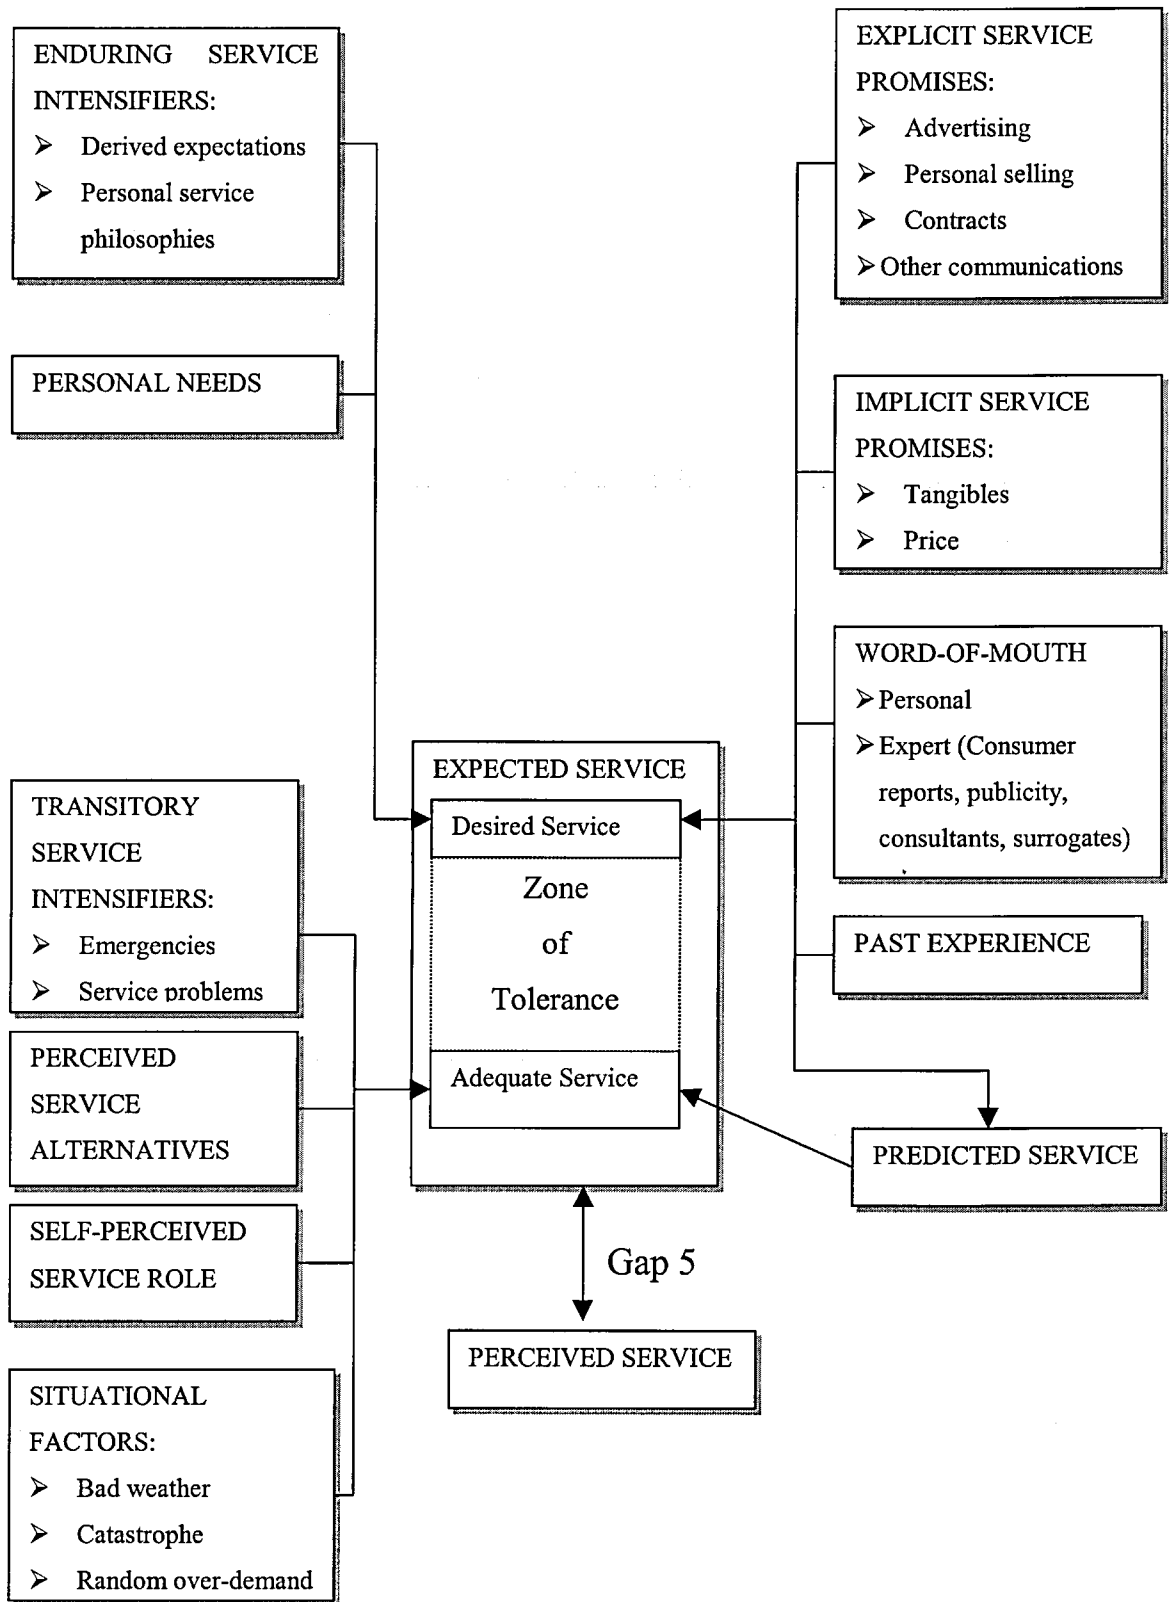 ENDURING SERVICE
INTENSIFIERS:
➢ Derived expectations
➢ Personal service
philosophies
PERSONAL NEEDS
TRANSITORY
SERVICE
INTENSIFIERS:
➢ Emergencies
➢ Service problems
PERCEIVED
SERVICE
ALTERNATIVES
SELF-PERCEIVED
SERVICE ROLE
SITUATIONAL
FACTORS:
➢ Bad weather
➢ Catastrophe
➢ Random over-demand
EXPECTED SERVICE
Desired Service
Zone
of
Tolerance
Adequate Service
Gap 5
PERCEIVED SERVICE
EXPLICIT SERVICE
PROMISES:
➢ Advertising
➢ Personal selling
➢ Contracts
➢ Other communications
IMPLICIT SERVICE
PROMISES:
➢ Tangibles
➢ Price
WORD-OF-MOUTH
➢ Personal
➢ Expert (Consumer
reports, publicity,
consultants, surrogates)
PAST EXPERIENCE
PREDICTED SERVICE